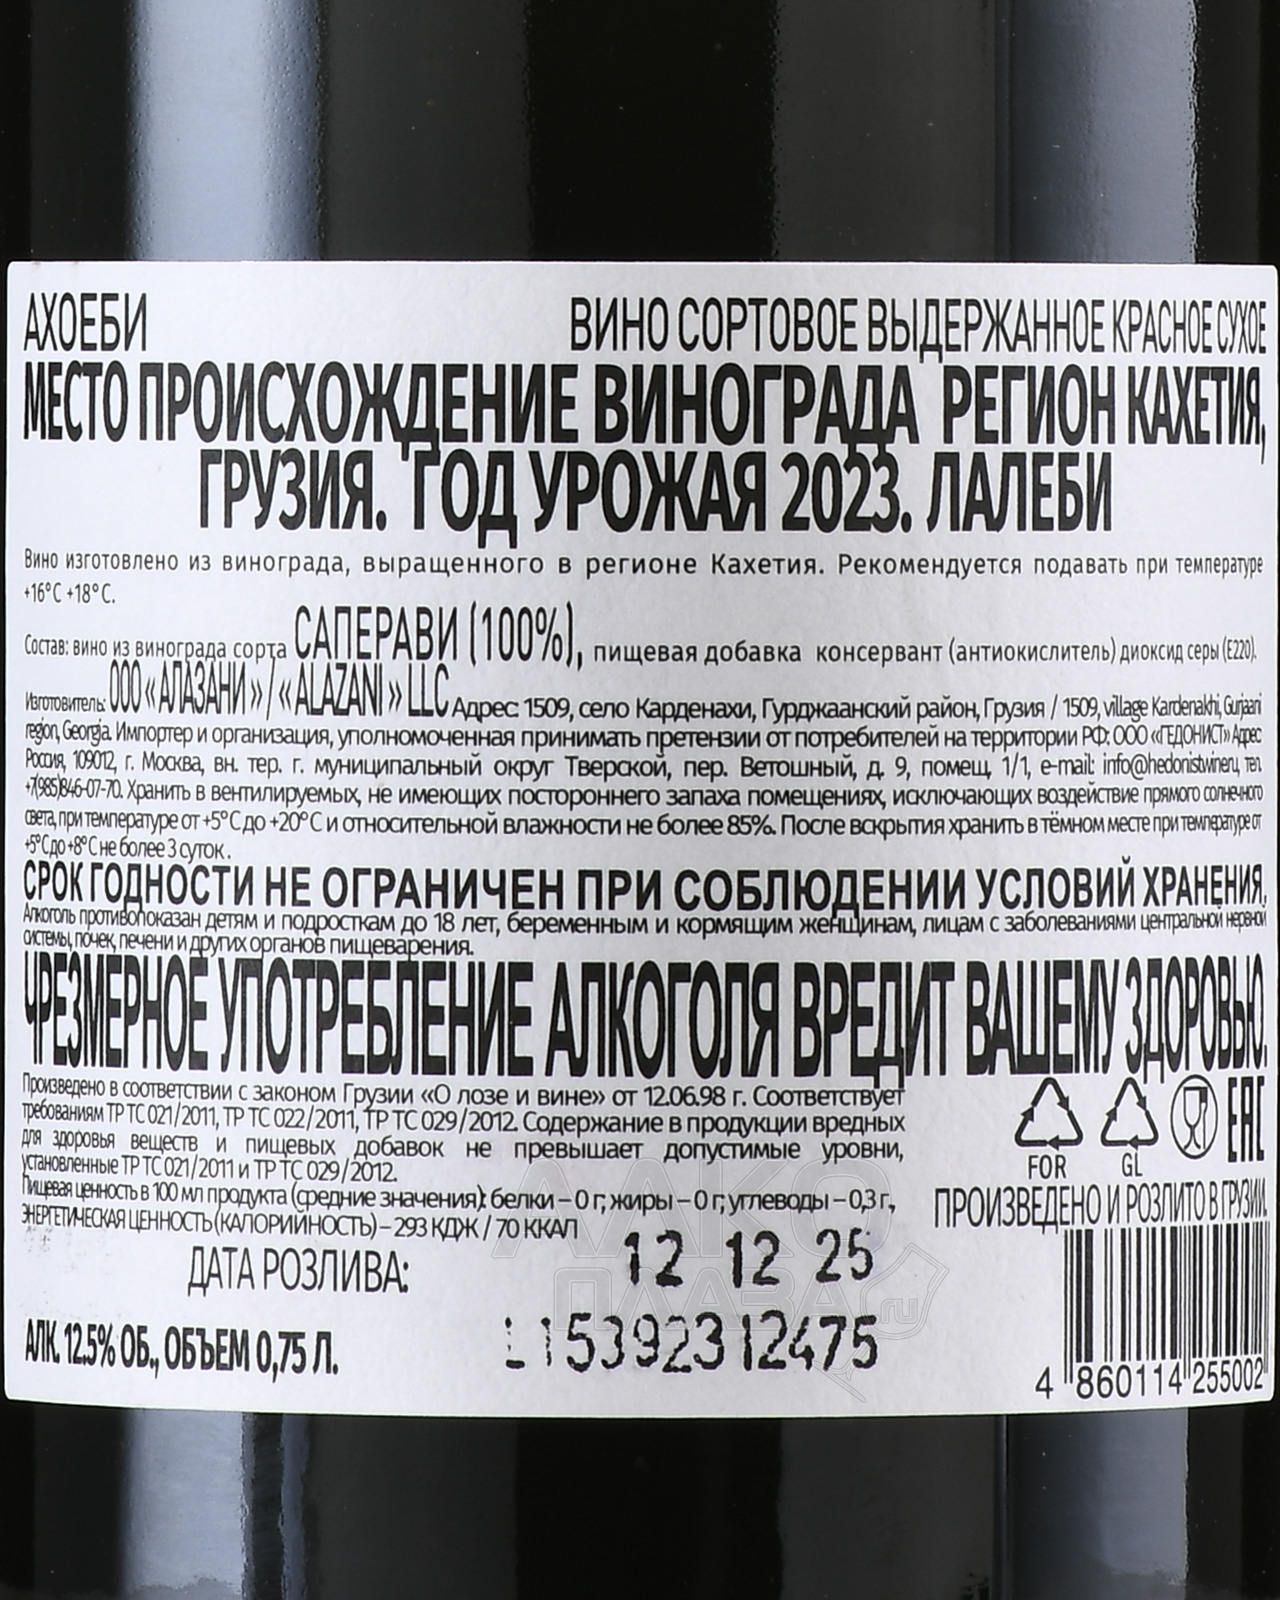 АХОЕБИ ВИНО СОРТОВОЕ ВЫДЕРЖАННОЕ КРАСНОЕ СУХОЕ
МЕСТО ПРОИСХОЖДЕНИЕ ВИНОГРАДА РЕГИОН КАХЕТИЯ,
ГРУЗИЯ. ГОД УРОЖАЯ 2023. ЛАЛЕБИ
Вино изготовлено из винограда, выращенного в регионе Кахетия. Рекомендуется подавать при температуре
+16°С +18°С.
Состав: вино из винограда сорта САПЕРАВИ (100%), пищевая добавка консервант (антиокислитель) диоксид серы (Е220).
Изготовитель: ООО «АЛАЗАНИ» / «ALAZANI» LLC Адрес: 1509, село Карденахи, Гурджаанский район, Грузия / 1509, village Kardenakhi, Gurjaani
region, Georgia. Импортер и организация, уполномоченная принимать претензии от потребителей на территории РФ: ООО «ГЕДОНИСТ» Адрес:
Россия, 109012, г. Москва, вн. тер. г. муниципальный округ Тверской, пер. Ветошный, д. 9, помещ. 1/1, e-mail: info@hedonistwine.ru, тел.
+7(985)846-07-70. Хранить в вентилируемых, не имеющих постороннего запаха помещениях, исключающих воздействие прямого солнечного
света, при температуре от +5°С до +20°С и относительной влажности не более 85%. После вскрытия хранить в тёмном месте при температуре от
+5°С до +8°С не более 3 суток.
СРОК ГОДНОСТИ НЕ ОГРАНИЧЕН ПРИ СОБЛЮДЕНИИ УСЛОВИЙ ХРАНЕНИЯ.
Алкоголь противопоказан детям и подросткам до 18 лет, беременным и кормящим женщинам, лицам с заболеваниями центральной нервной
системы, почек, печени и других органов пищеварения.
ЧРЕЗМЕРНОЕ УПОТРЕБЛЕНИЕ АЛКОГОЛЯ ВРЕДИТ ВАШЕМУ ЗДОРОВЬЮ.
Произведено в соответствии с законом Грузии «О лозе и вине» от 12.06.98 г. Соответствует
требованиям ТР ТС 021/2011, ТР ТС 022/2011, ТР ТС 029/2012. Содержание в продукции вредных
для здоровья веществ и пищевых добавок не превышает допустимые уровни,
установленные ТР ТС 021/2011 и ТР ТС 029/2012.
Пищевая ценность в 100 мл продукта (средние значения): белки – 0 г; жиры – 0 г; углеводы – 0,3 г.,
ЭНЕРГЕТИЧЕСКАЯ ЦЕННОСТЬ (КАЛОРИЙНОСТЬ) – 293 КДЖ / 70 ККАЛ
FOR GL EAC
ПРОИЗВЕДЕНО И РОЗЛИТО В ГРУЗИИ.
ДАТА РОЗЛИВА: 12 12 25
L15392312475
АЛК. 12.5% ОБ., ОБЪЕМ 0,75 Л.
4 860114 255002
АЛКО
ПЛАЗА.ru